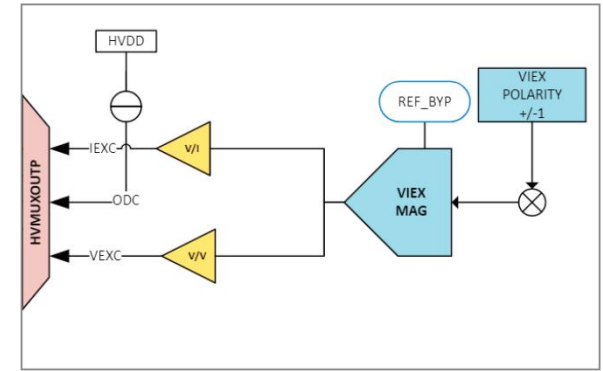 HVDD
VIEX
POLARITY
+/-1
REF_BYP
IEXC
V/I
HVMUXOUTP
ODC
VIEX
MAG
VEXC
V/V